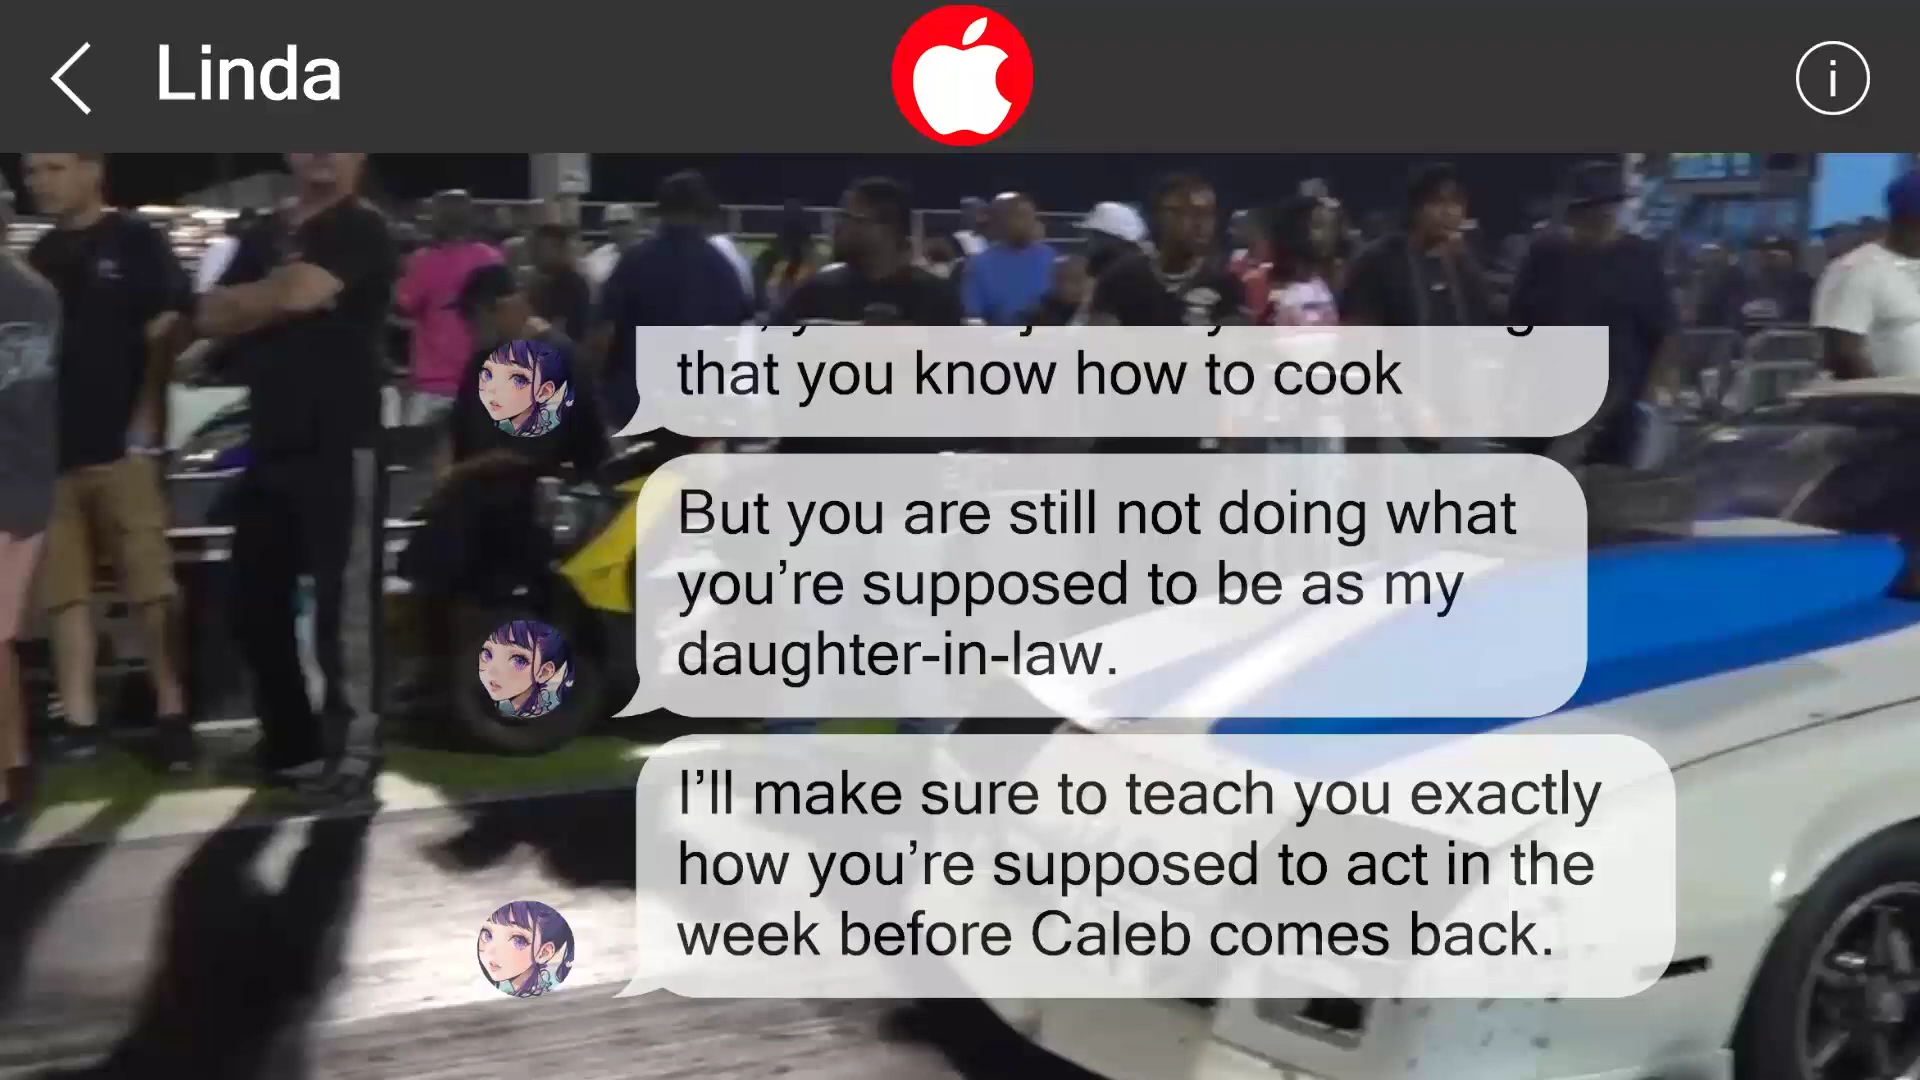 Linda
that you know how to cook
But you are still not doing what
you’re supposed to be as my
daughter-in-law.
I’ll make sure to teach you exactly
how you’re supposed to act in the
week before Caleb comes back.